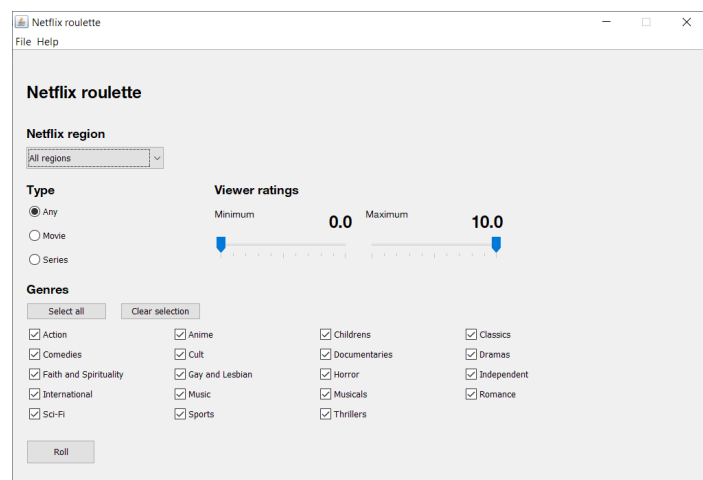 Netflix roulette
File Help
Netflix roulette
Netflix region
All regions
Type
Viewer ratings
Any
Minimum 0.0 Maximum 10.0
Movie
Series
Genres
Select all Clear selection
Action Anime Childrens Classics
Comedies Cult Documentaries Dramas
Faith and Spirituality Gay and Lesbian Horror Independent
International Music Musicals Romance
Sci-Fi Sports Thrillers
Roll